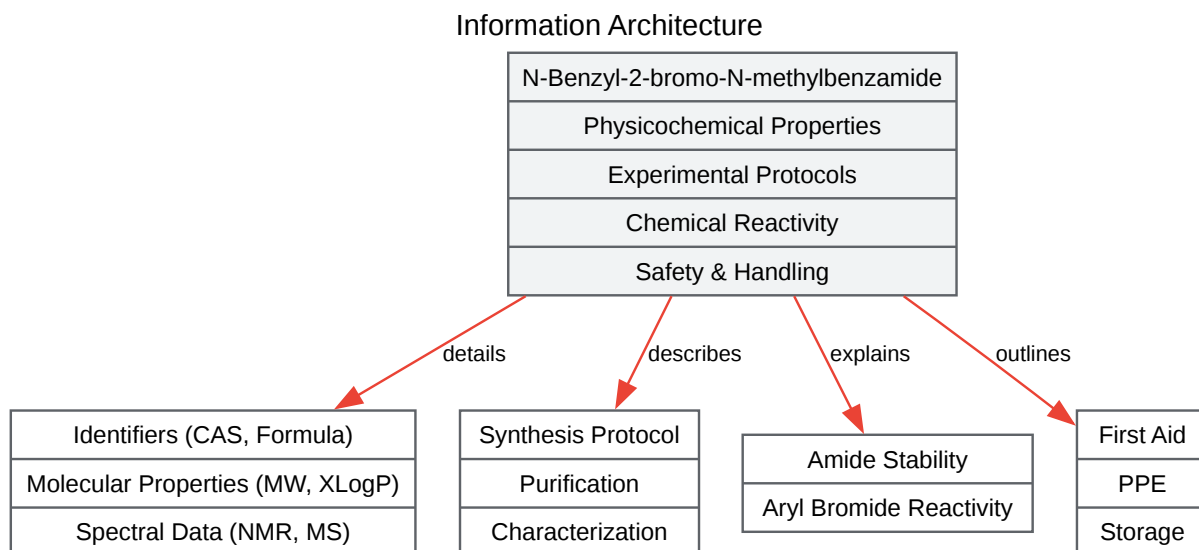 Information Architecture
N-Benzyl-2-bromo-N-methylbenzamide
Physicochemical Properties
Experimental Protocols
Chemical Reactivity
Safety & Handling
details
describes
explains
outlines
Identifiers (CAS, Formula)
Molecular Properties (MW, XLogP)
Spectral Data (NMR, MS)
Synthesis Protocol
Purification
Characterization
Amide Stability
Aryl Bromide Reactivity
First Aid
PPE
Storage